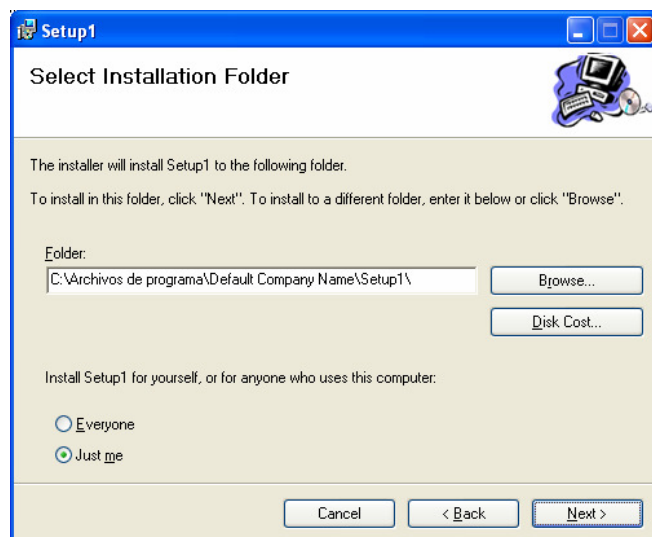 Setup1
Select Installation Folder
The installer will install Setup1 to the following folder.
To install in this folder, click "Next". To install to a different folder, enter it below or click "Browse".
Folder:
C:\Archivos de programa\Default Company Name\Setup1\
Browse...
Disk Cost...
Install Setup1 for yourself, or for anyone who uses this computer:
Everyone
Just me
Cancel
< Back
Next >